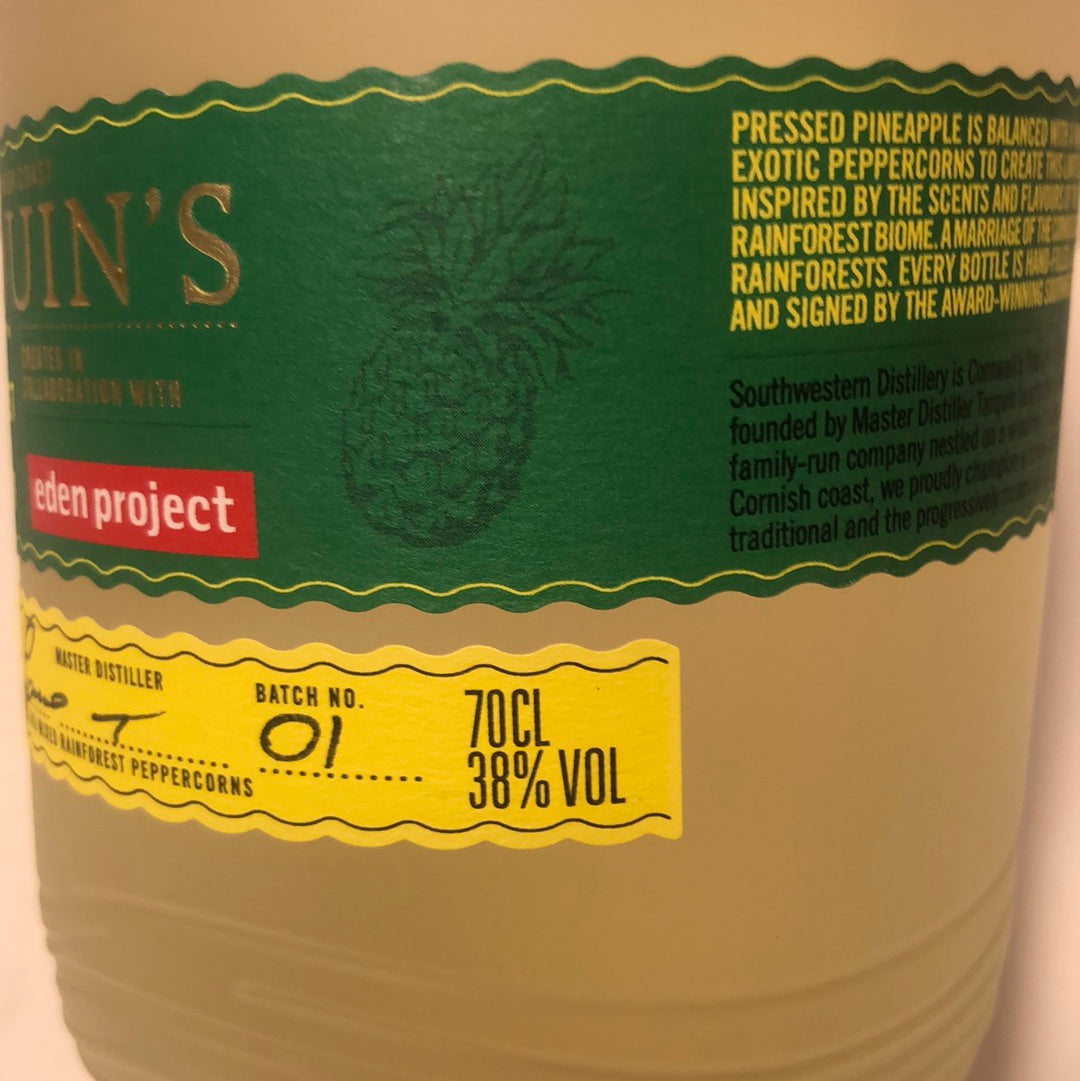 UIN'S
CREATED IN
COLLABORATION WITH
eden project
PRESSED PINEAPPLE IS BALANCED WITH
EXOTIC PEPPERCORNS TO CREATE THIS
INSPIRED BY THE SCENTS AND FLAVOURS
RAINFOREST BIOME. A MARRIAGE OF THE
RAINFORESTS. EVERY BOTTLE IS HAND
AND SIGNED BY THE AWARD-WINNING
Southwestern Distillery is
founded by Master Distiller Tarquin
family-run company nestled on a
Cornish coast, we proudly champion
traditional and the progressively
MASTER DISTILLER
MIXED RAINFOREST PEPPERCORNS
BATCH NO.
01
70CL
38% VOL